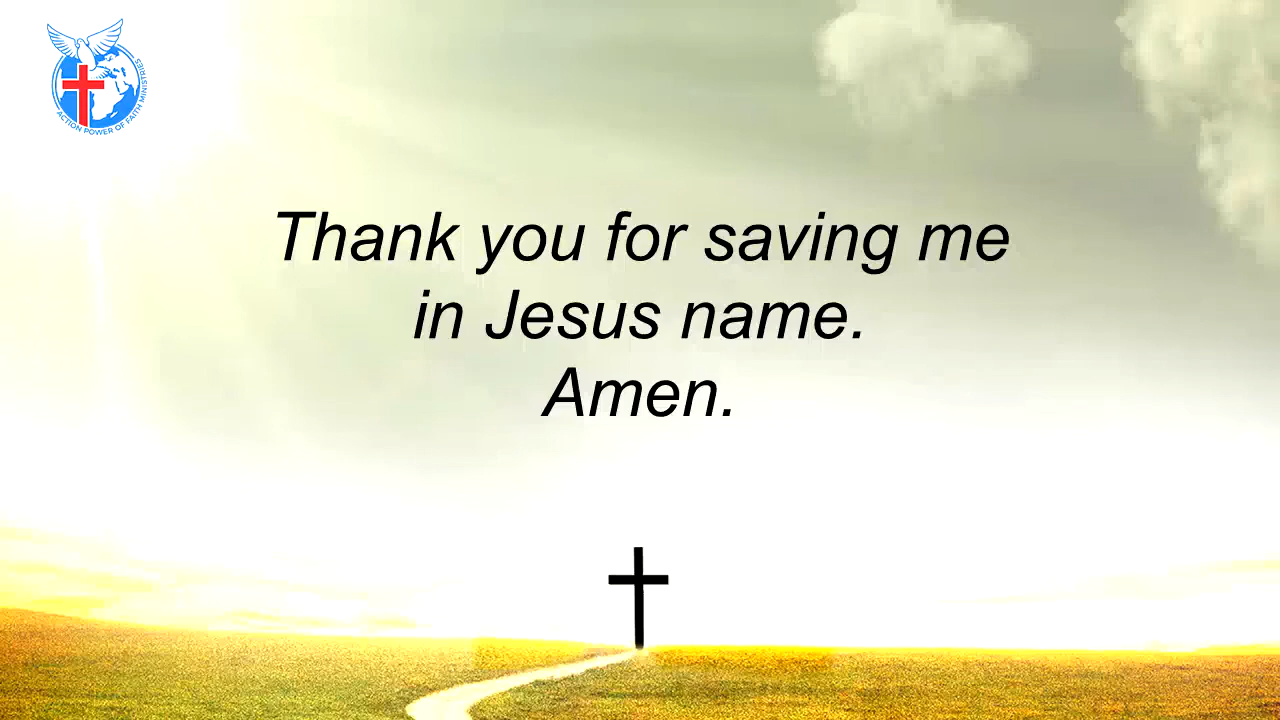 ACTION POWER OF FAITH MINISTRIES
Thank you for saving me
in Jesus name.
Amen.